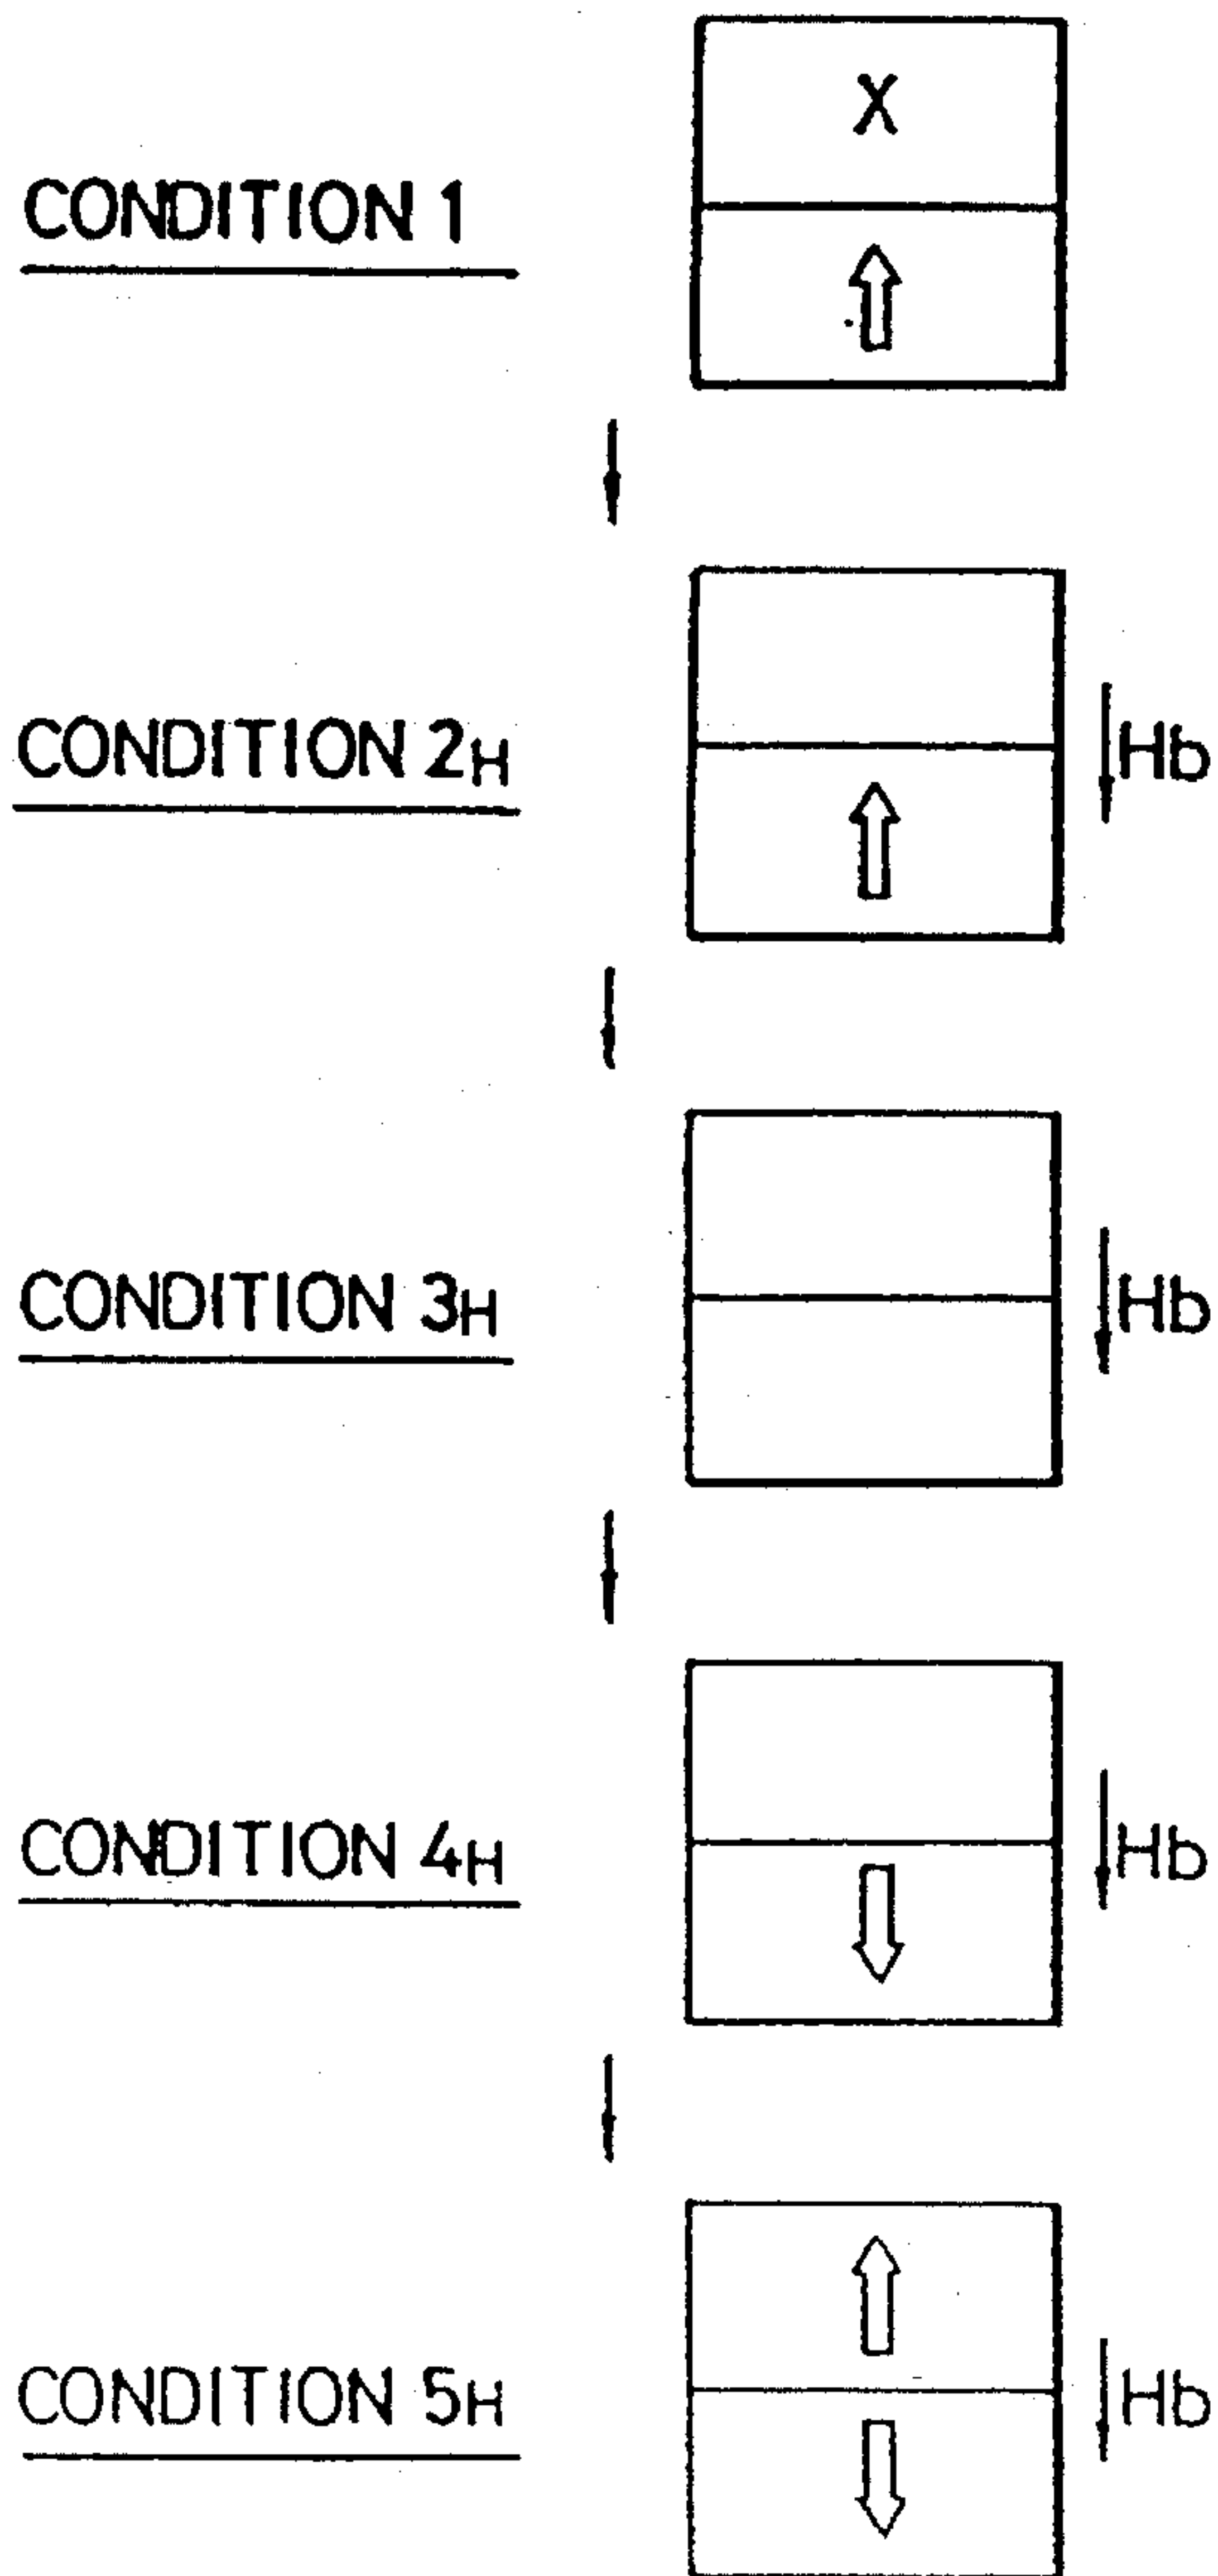 X
CONDITION 1
CONDITION 2H
Hb
CONDITION 3H
Hb
CONDITION 4H
Hb
CONDITION 5H
Hb